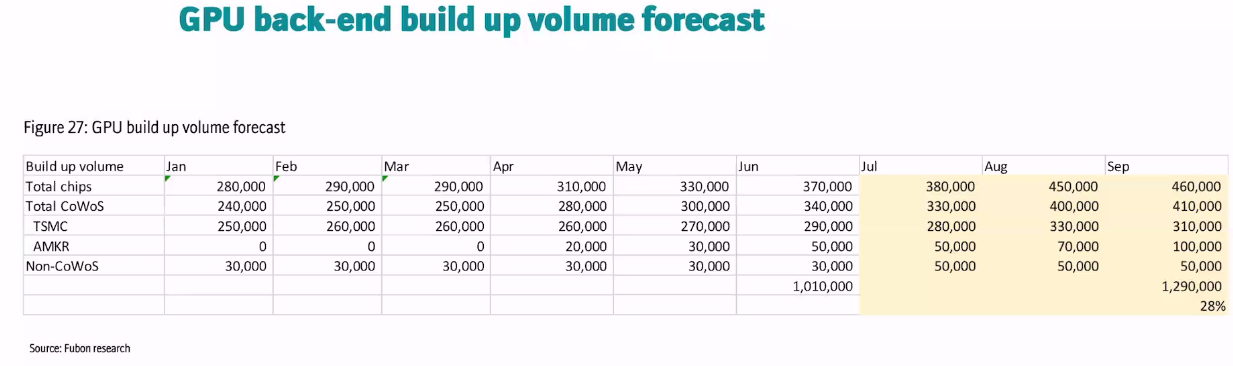 GPU back-end build up volume forecast
Figure 27: GPU build up volume forecast
Build up volume Jan Feb Mar Apr May Jun Jul Aug Sep
Total chips 280,000 290,000 290,000 310,000 330,000 370,000 380,000 450,000 460,000
Total CoWoS 240,000 250,000 250,000 280,000 300,000 340,000 330,000 400,000 410,000
TSMC 250,000 260,000 260,000 260,000 270,000 290,000 280,000 330,000 310,000
AMKR 0 0 0 20,000 30,000 50,000 50,000 70,000 100,000
Non-CoWoS 30,000 30,000 30,000 30,000 30,000 30,000 50,000 50,000 50,000
1,010,000 1,290,000
28%
Source: Fubon research